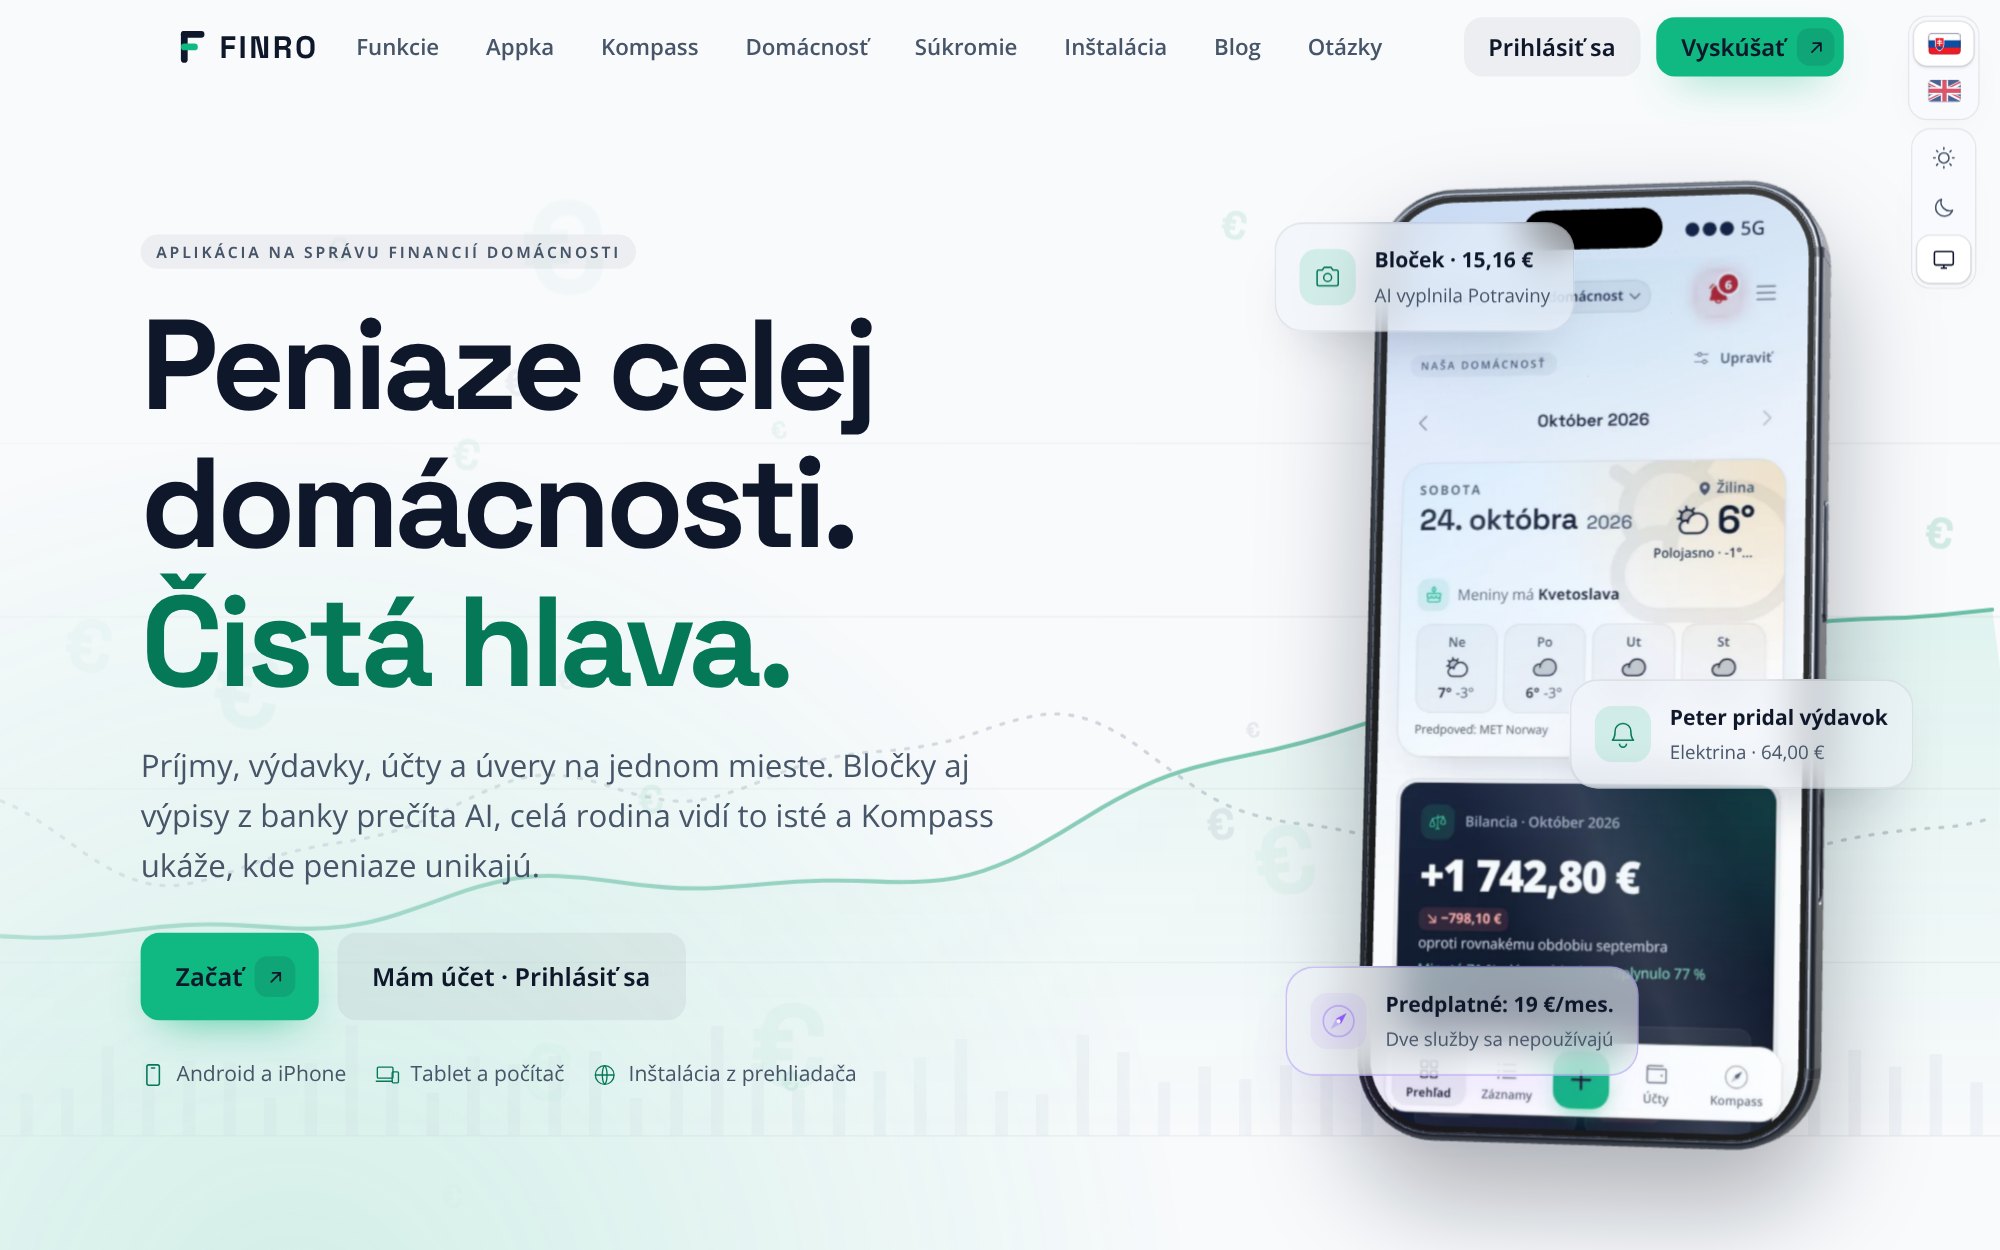 FINRO
Funkcie
Appka
Kompass
Domácnosť
Súkromie
Inštalácia
Blog
Otázky
Prihlásiť sa
Vyskúšať
APLIKÁCIA NA SPRÁVU FINANCIÍ DOMÁCNOSTI
Peniaze celej
domácnosti.
Čistá hlava.
Príjmy, výdavky, účty a úvery na jednom mieste. Bločky aj
výpisy z banky prečíta AI, celá rodina vidí to isté a Kompass
ukáže, kde peniaze unikajú.
Začať
Mám účet · Prihlásiť sa
Android a iPhone
Tablet a počítač
Inštalácia z prehliadača
5G
Bloček · 15,16 €
AI vyplnila Potraviny
6
NAŠA DOMÁCNOSŤ
Upraviť
Október 2026
SOBOTA
24. októbra 2026
Žilina
6°
Polojasno · -1°...
Meniny má Kvetoslava
Ne
Po
Ut
St
7° -3°
6° -3°
Predpoveď: MET Norway
Peter pridal výdavok
Elektrina · 64,00 €
Bilancia · Október 2026
+1 742,80 €
−798,10 €
oproti rovnakému obdobiu septembra
77 %
Predplatné: 19 €/mes.
Dve služby sa nepoužívajú
Prehľad
Záznamy
Účty
Kompass